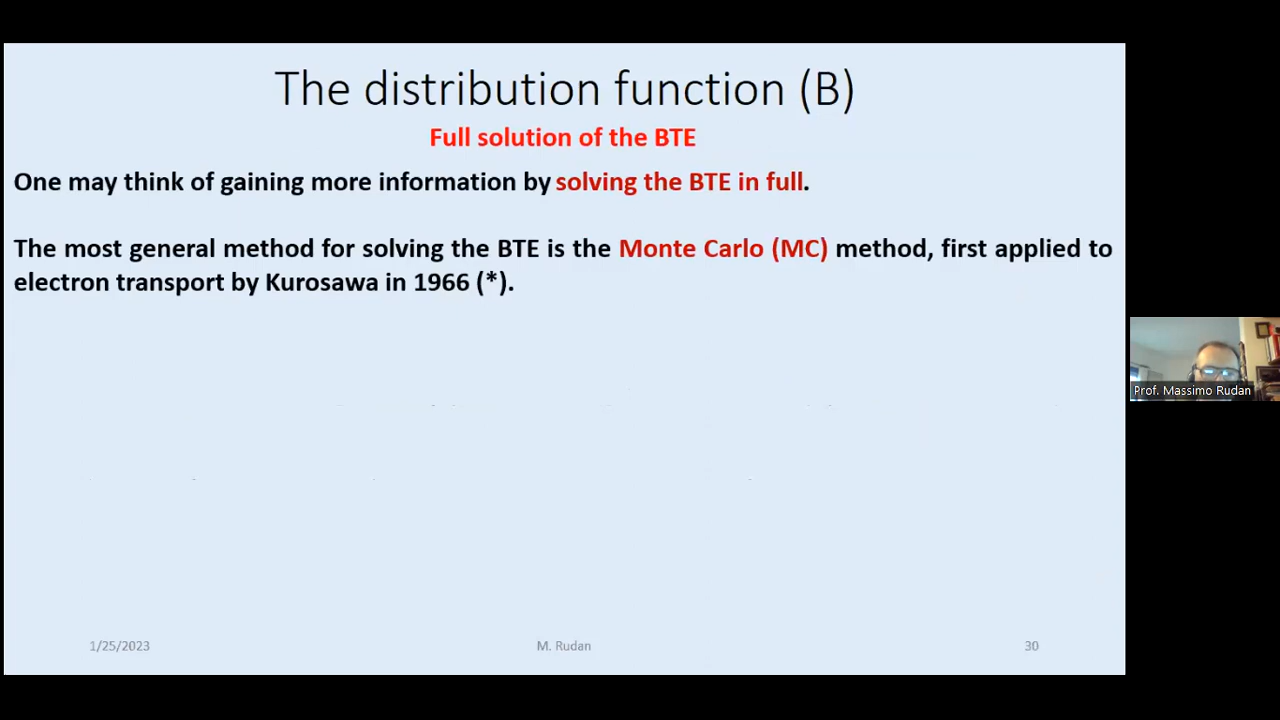 The distribution function (B)
Full solution of the BTE
One may think of gaining more information by solving the BTE in full.
The most general method for solving the BTE is the Monte Carlo (MC) method, first applied to
electron transport by Kurosawa in 1966 (*).
Prof. Massimo Rudan
1/25/2023
M. Rudan
30